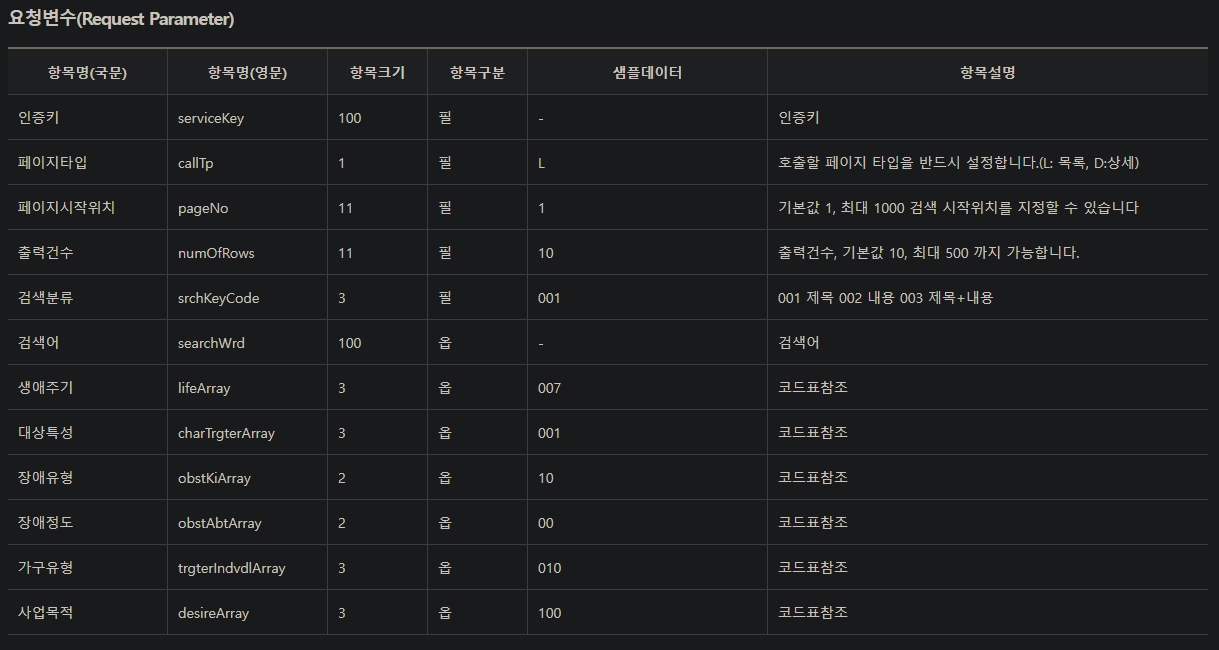 요청변수(Request Parameter)
항목명(국문) 항목명(영문) 항목크기 항목구분 샘플데이터 항목설명
인증키 serviceKey 100 필 - 인증키
페이지타입 callTp 1 필 L 호출할 페이지 타입을 반드시 설정합니다.(L: 목록, D:상세)
페이지시작위치 pageNo 11 필 1 기본값 1, 최대 1000 검색 시작위치를 지정할 수 있습니다
출력건수 numOfRows 11 필 10 출력건수, 기본값 10, 최대 500 까지 가능합니다.
검색분류 srchKeyCode 3 필 001 001 제목 002 내용 003 제목+내용
검색어 searchWrd 100 옵 - 검색어
생애주기 lifeArray 3 옵 007 코드표참조
대상특성 charTrgterArray 3 옵 001 코드표참조
장애유형 obstKiArray 2 옵 10 코드표참조
장애정도 obstAbtArray 2 옵 00 코드표참조
가구유형 trgterIndvdlArray 3 옵 010 코드표참조
사업목적 desireArray 3 옵 100 코드표참조